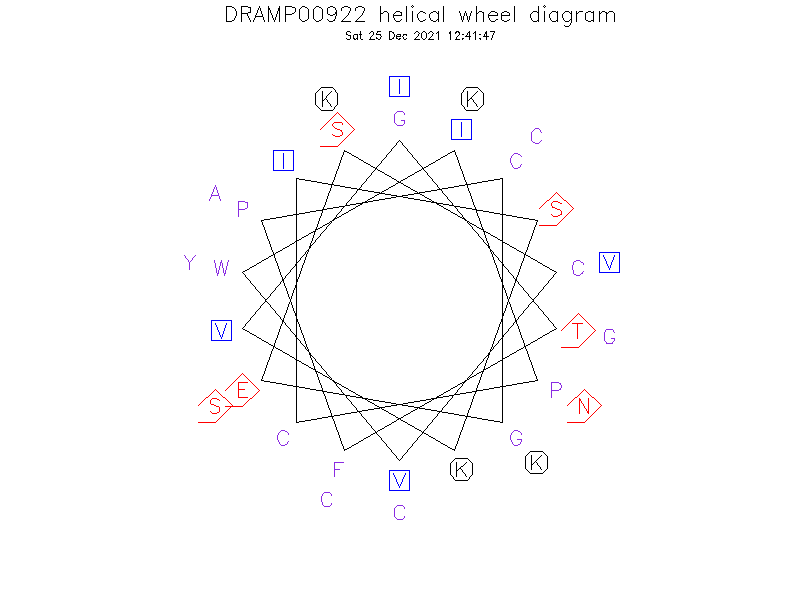 DRAMP00922 helical wheel diagram
Sat 25 Dec 2021 12:41:47
I
K K
G
S I
C
I C
A
P S
Y W C V
V T G
E P
S N
C G
F K K
V
C
C